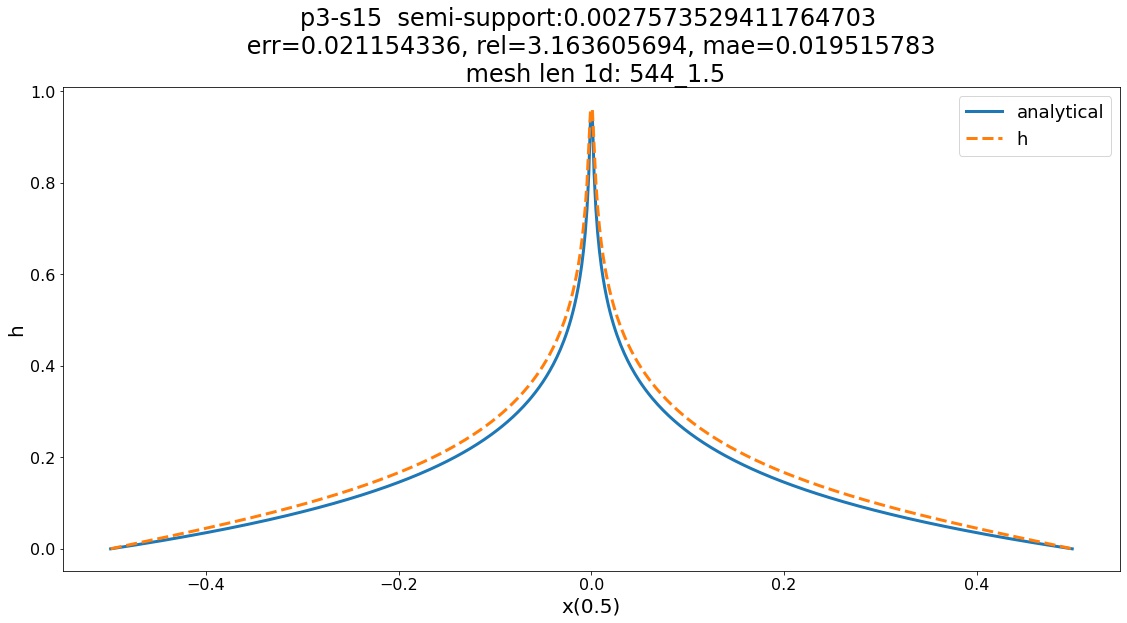 p3-s15 semi-support:0.0027573529411764703
err=0.021154336, rel=3.163605694, mae=0.019515783
mesh len 1d: 544_1.5
1.0
0.8
0.6
0.4
0.2
0.0
h
analytical
h
−0.4 −0.2 0.0 0.2 0.4
x(0.5)